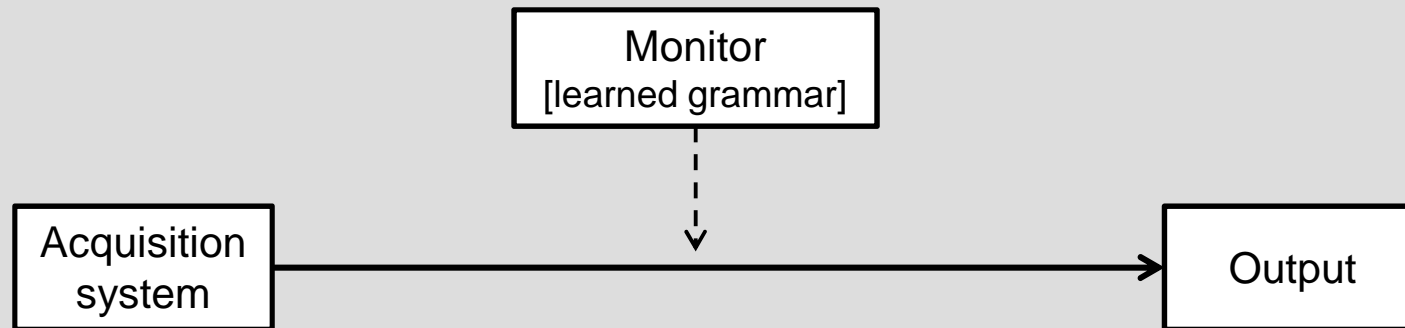 Monitor
[learned grammar]
Acquisition
system
Output